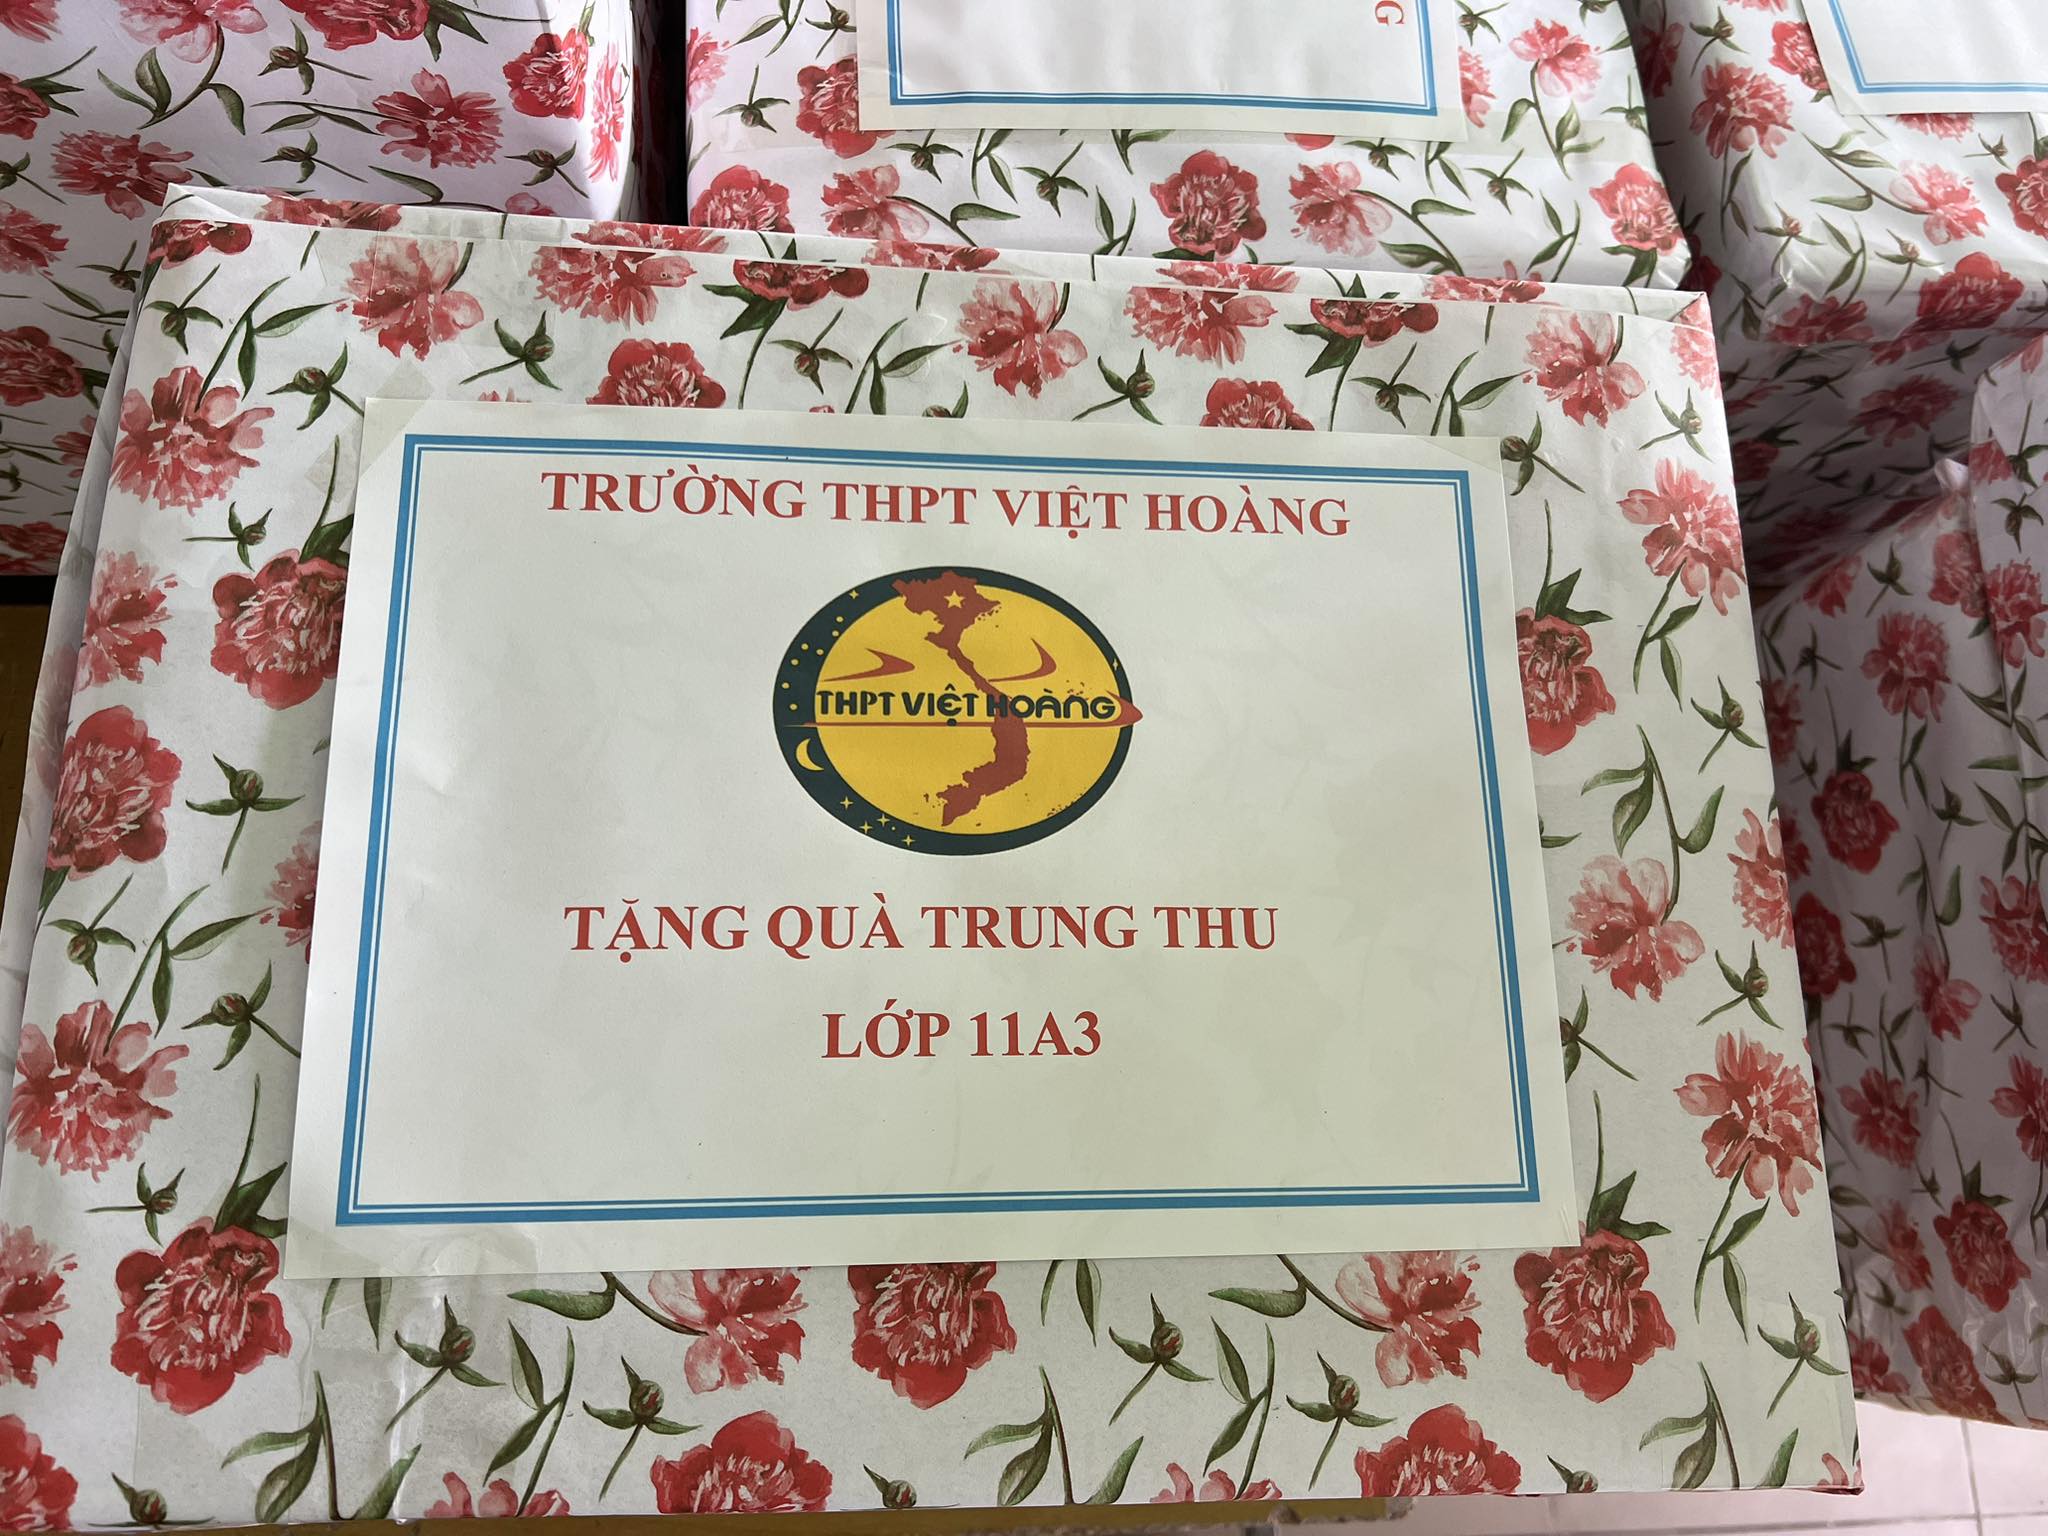 TRƯỜNG THPT VIỆT HOÀNG
THPT VIỆT HOÀNG
TẶNG QUÀ TRUNG THU
LỚP 11A3
G